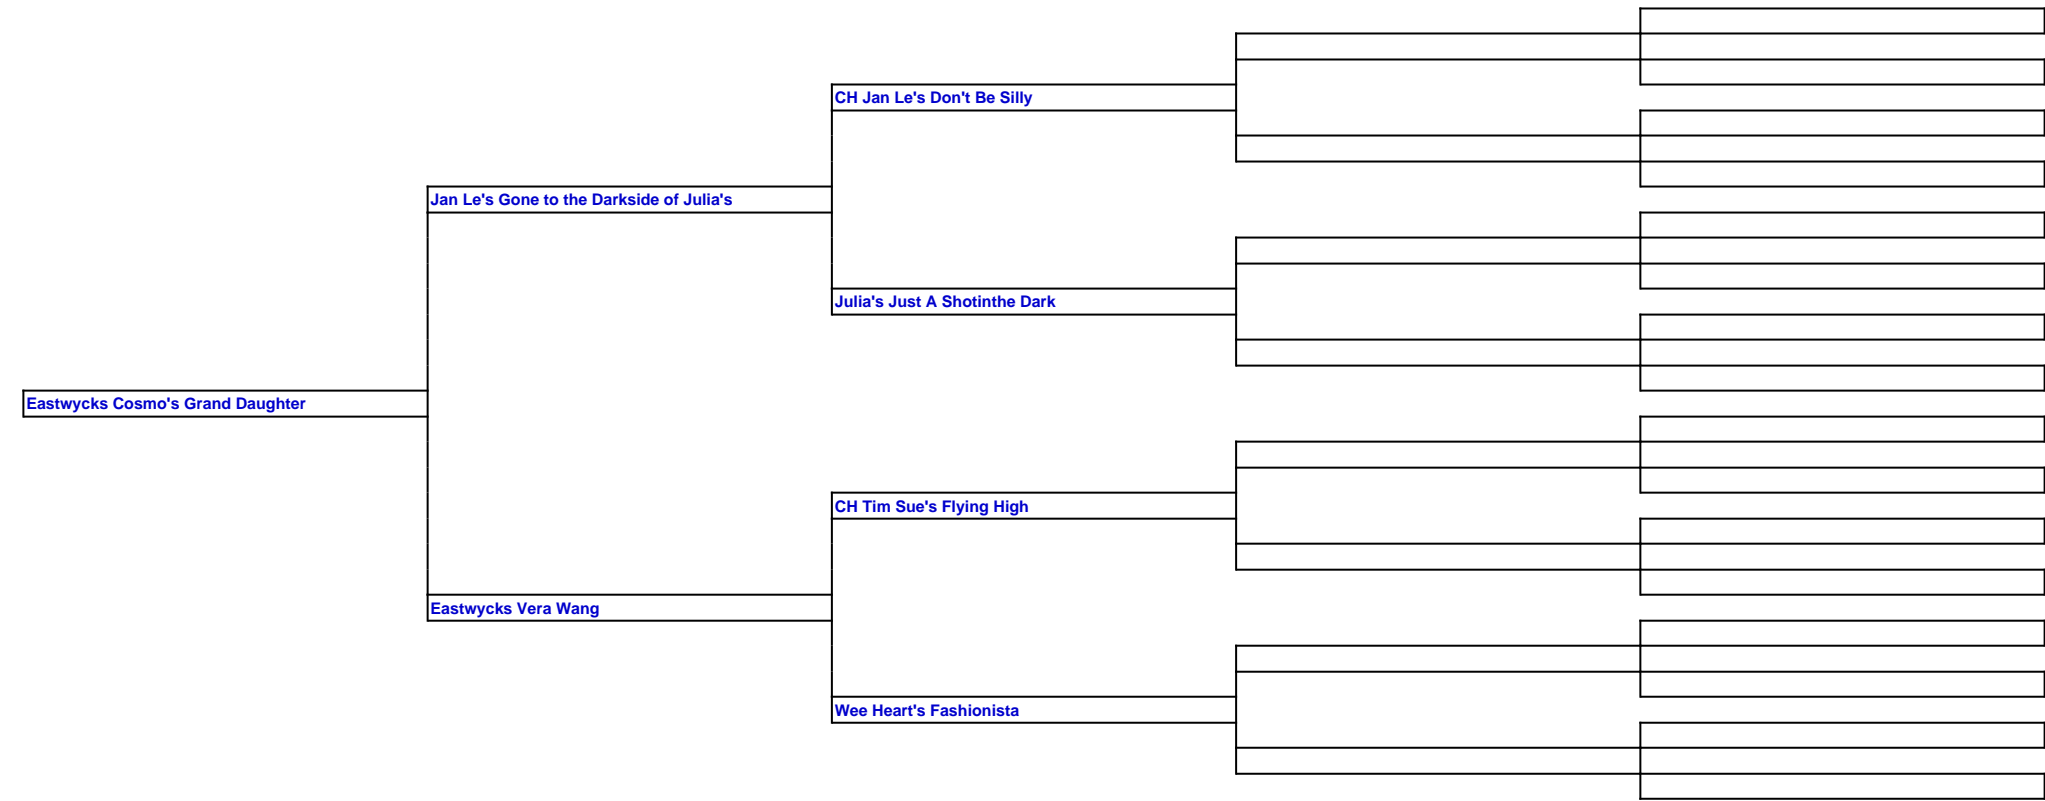 CH Jan Le's Don't Be Silly
Jan Le's Gone to the Darkside of Julia's
Julia's Just A Shotinthe Dark
Eastwycks Cosmo's Grand Daughter
CH Tim Sue's Flying High
Eastwycks Vera Wang
Wee Heart's Fashionista